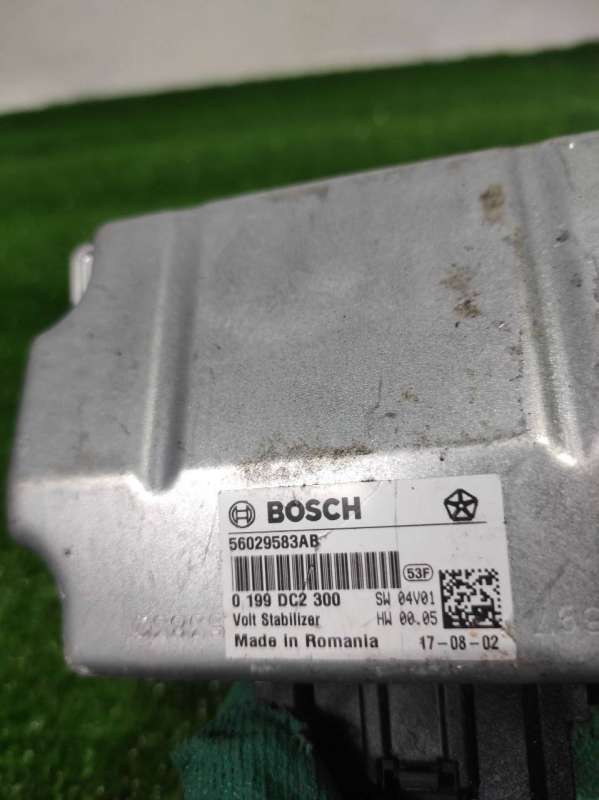 BOSCH
56029583AB
53F
0 199 DC2 300 SW 04V01
Volt Stabilizer HW 00.05
Made in Romania 17-08-02